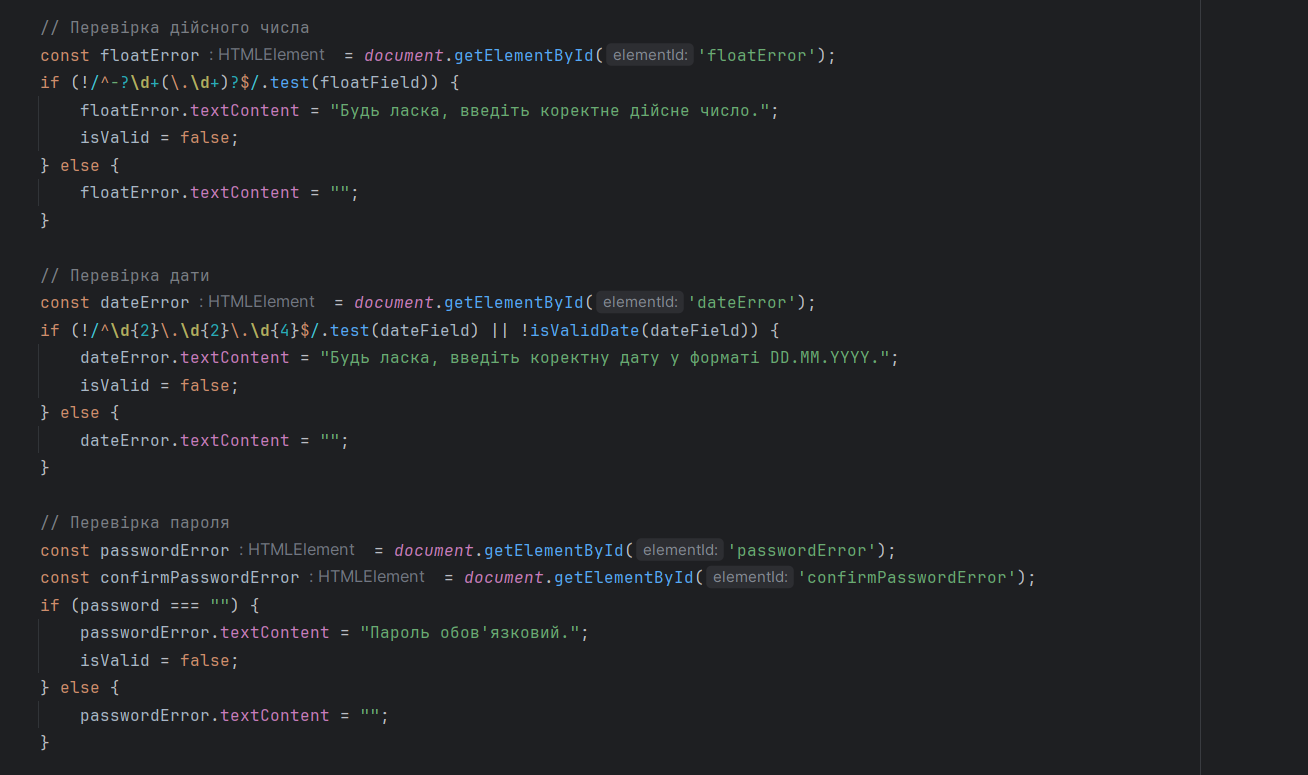 // Перевірка дійсного числа
const floatError : HTMLElement = document.getElementById( elementId: 'floatError');
if (!/^-?\d+(\.\d+)?$/.test(floatField)) {
    floatError.textContent = "Будь ласка, введіть коректне дійсне число.";
    isValid = false;
} else {
    floatError.textContent = "";
}
// Перевірка дати
const dateError : HTMLElement = document.getElementById( elementId: 'dateError');
if (!/^\d{2}\.\d{2}\.\d{4}$/.test(dateField) || !isValidDate(dateField)) {
    dateError.textContent = "Будь ласка, введіть коректну дату у форматі DD.MM.YYYY.";
    isValid = false;
} else {
    dateError.textContent = "";
}
// Перевірка пароля
const passwordError : HTMLElement = document.getElementById( elementId: 'passwordError');
const confirmPasswordError : HTMLElement = document.getElementById( elementId: 'confirmPasswordError');
if (password === "") {
    passwordError.textContent = "Пароль обов'язковий.";
    isValid = false;
} else {
    passwordError.textContent = "";
}